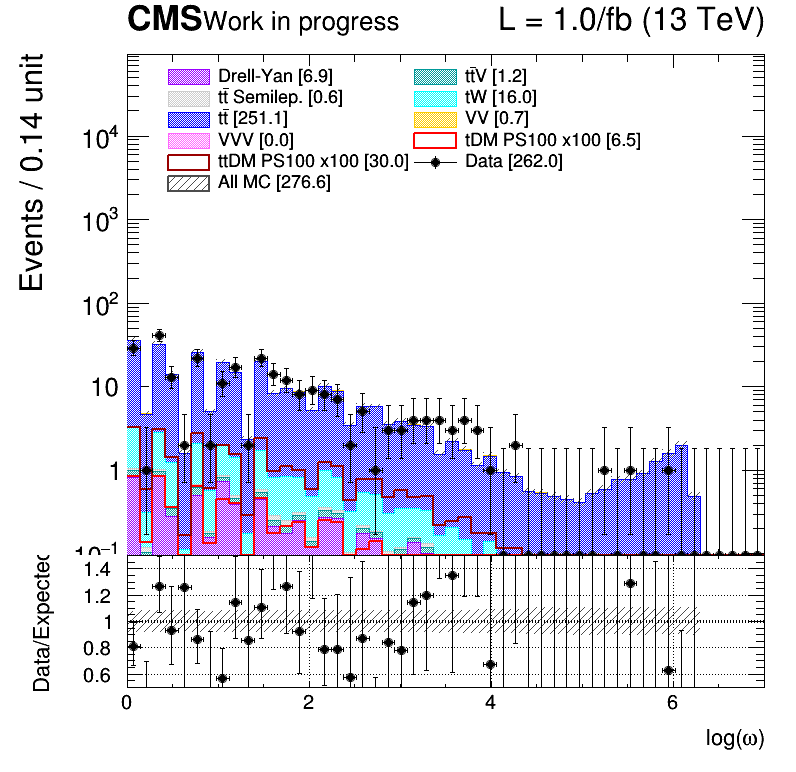 CMS Work in progress L = 1.0/fb (13 TeV)
Drell-Yan [6.9] tt̄V [1.2]
tt̄ Semilep. [0.6] tW [16.0]
tt̄ [251.1] VV [0.7]
VVV [0.0] tDM PS100 x100 [6.5]
ttDM PS100 x100 [30.0] Data [262.0]
All MC [276.6]
Events / 0.14 unit
10⁴
10³
10²
10
1
10⁻¹
Data/Expected
1.4
1.2
1
0.8
0.6
0 2 4 6
log(ω)